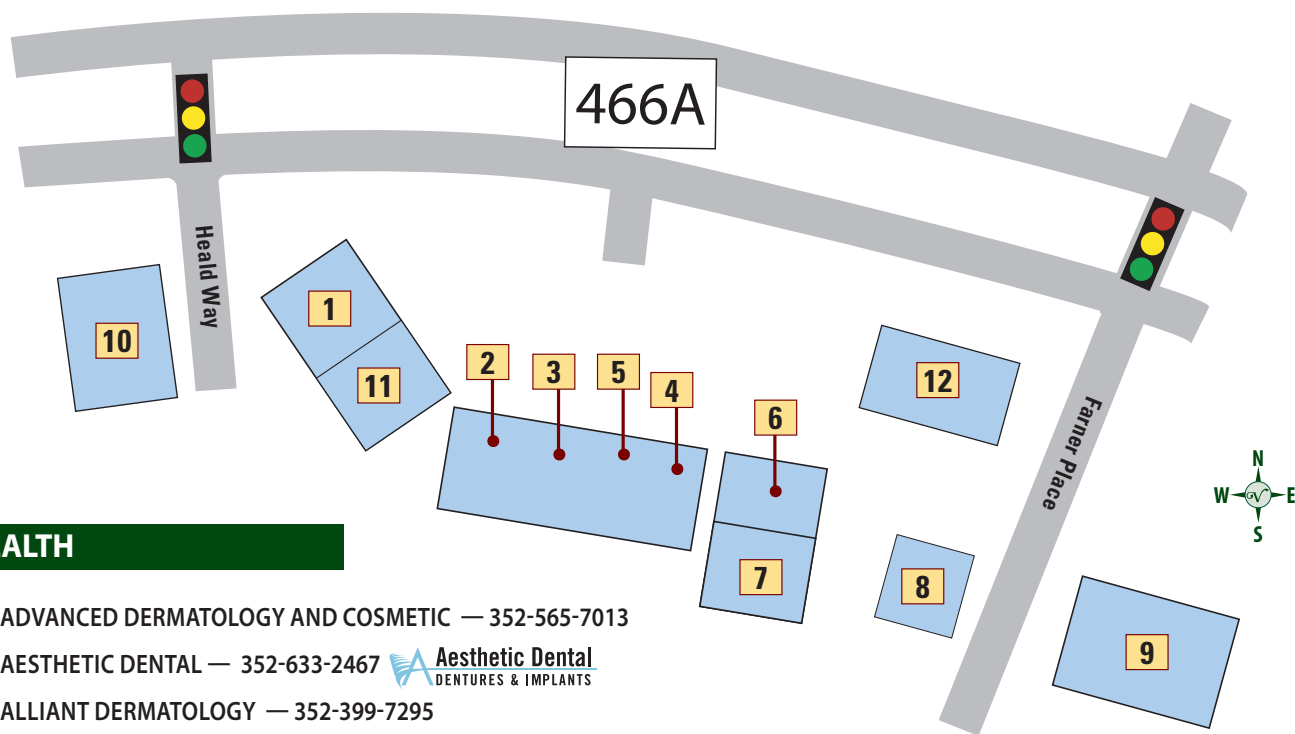 466A
Heald Way
1
10
2
3
5
4
12
11
6
Farner Place
N
W
E
S
7
8
9
ALTH
ADVANCED DERMATOLOGY AND COSMETIC — 352-565-7013
AESTHETIC DENTAL — 352-633-2467 Aesthetic Dental
DENTURES & IMPLANTS
ALLIANT DERMATOLOGY — 352-399-7295